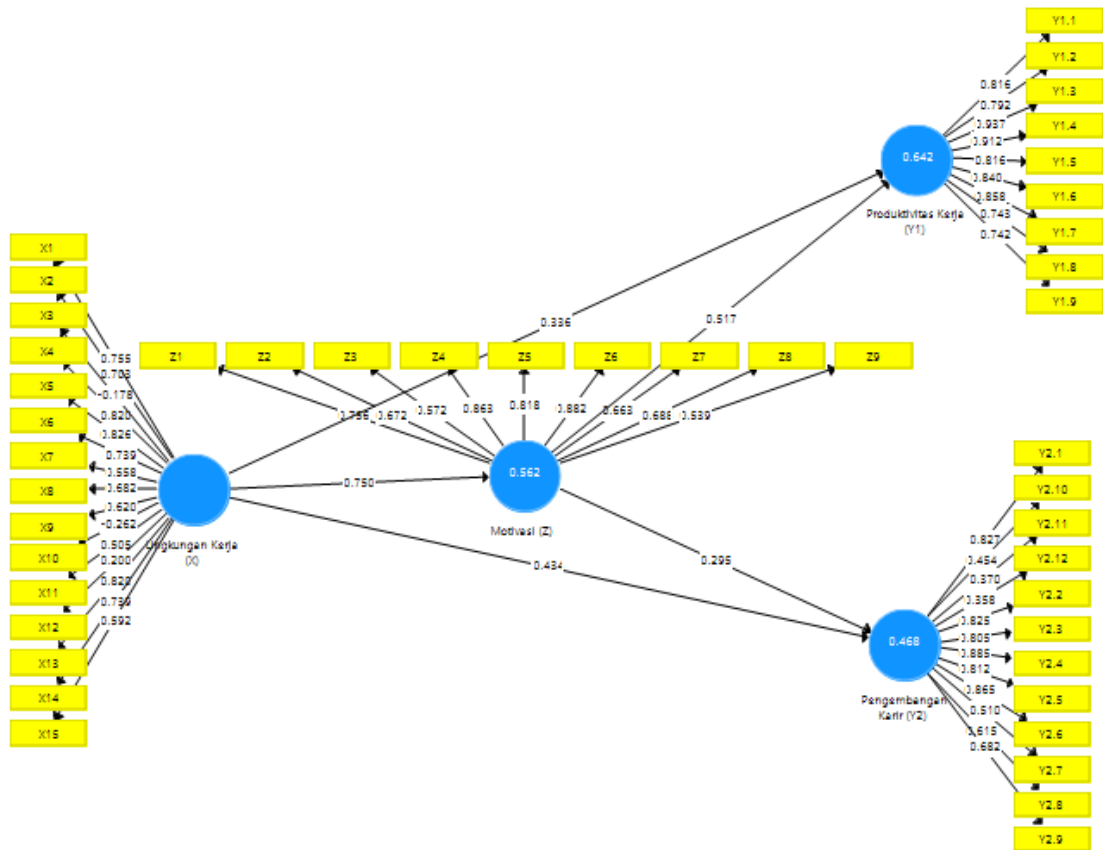 Y1.1
Y1.2
Y1.3
Y1.4
Y1.5
Y1.6
Y1.7
Y1.8
Y1.9
0.816
0.792
0.937
0.912
0.816
0.840
0.858
0.743
0.742
0.642
Produktivitas Kerja
(Y1)
0.336
0.517
X1
X2
X3
X4
X5
X6
X7
X8
X9
X10
X11
X12
X13
X14
X15
0.755
0.703
-0.178
0.820
0.826
0.739
0.558
0.682
0.620
-0.262
0.505
0.200
0.820
0.739
0.592
Lingkungan Kerja
(X)
Z1
Z2
Z3
Z4
Z5
Z6
Z7
Z8
Z9
0.672
0.572
0.863
0.818
0.882
0.663
0.688
0.539
0.750
0.562
Motivasi (Z)
0.434
0.295
0.468
Pengembangan
Karir (Y2)
Y2.1
Y2.10
Y2.11
Y2.12
Y2.2
Y2.3
Y2.4
Y2.5
Y2.6
Y2.7
Y2.8
Y2.9
0.827
0.454
0.370
0.358
0.825
0.805
0.885
0.812
0.865
0.510
0.615
0.682